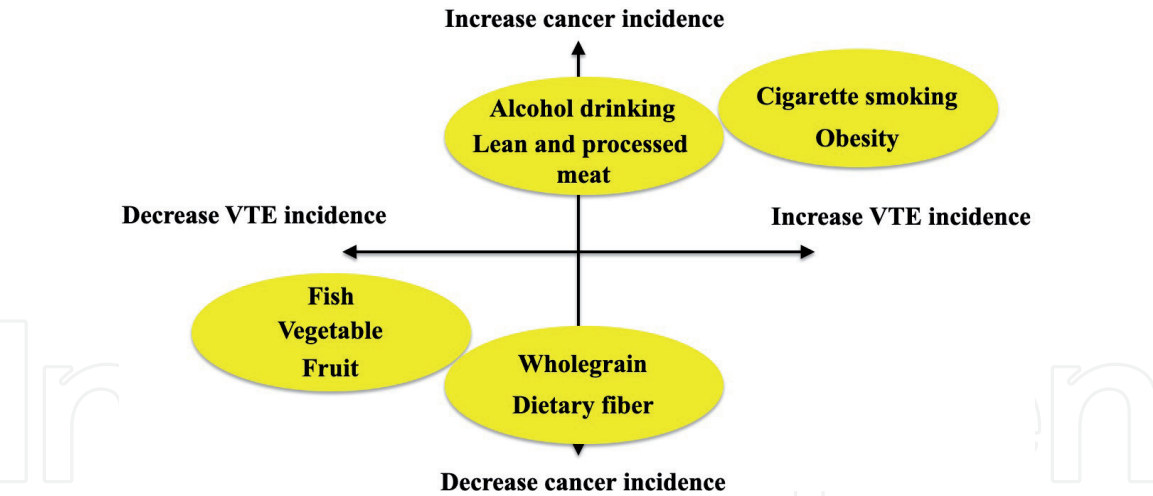 Increase cancer incidence
Alcohol drinking
Lean and processed
meat
Cigarette smoking
Obesity
Decrease VTE incidence
Increase VTE incidence
Fish
Vegetable
Fruit
Wholegrain
Dietary fiber
Decrease cancer incidence